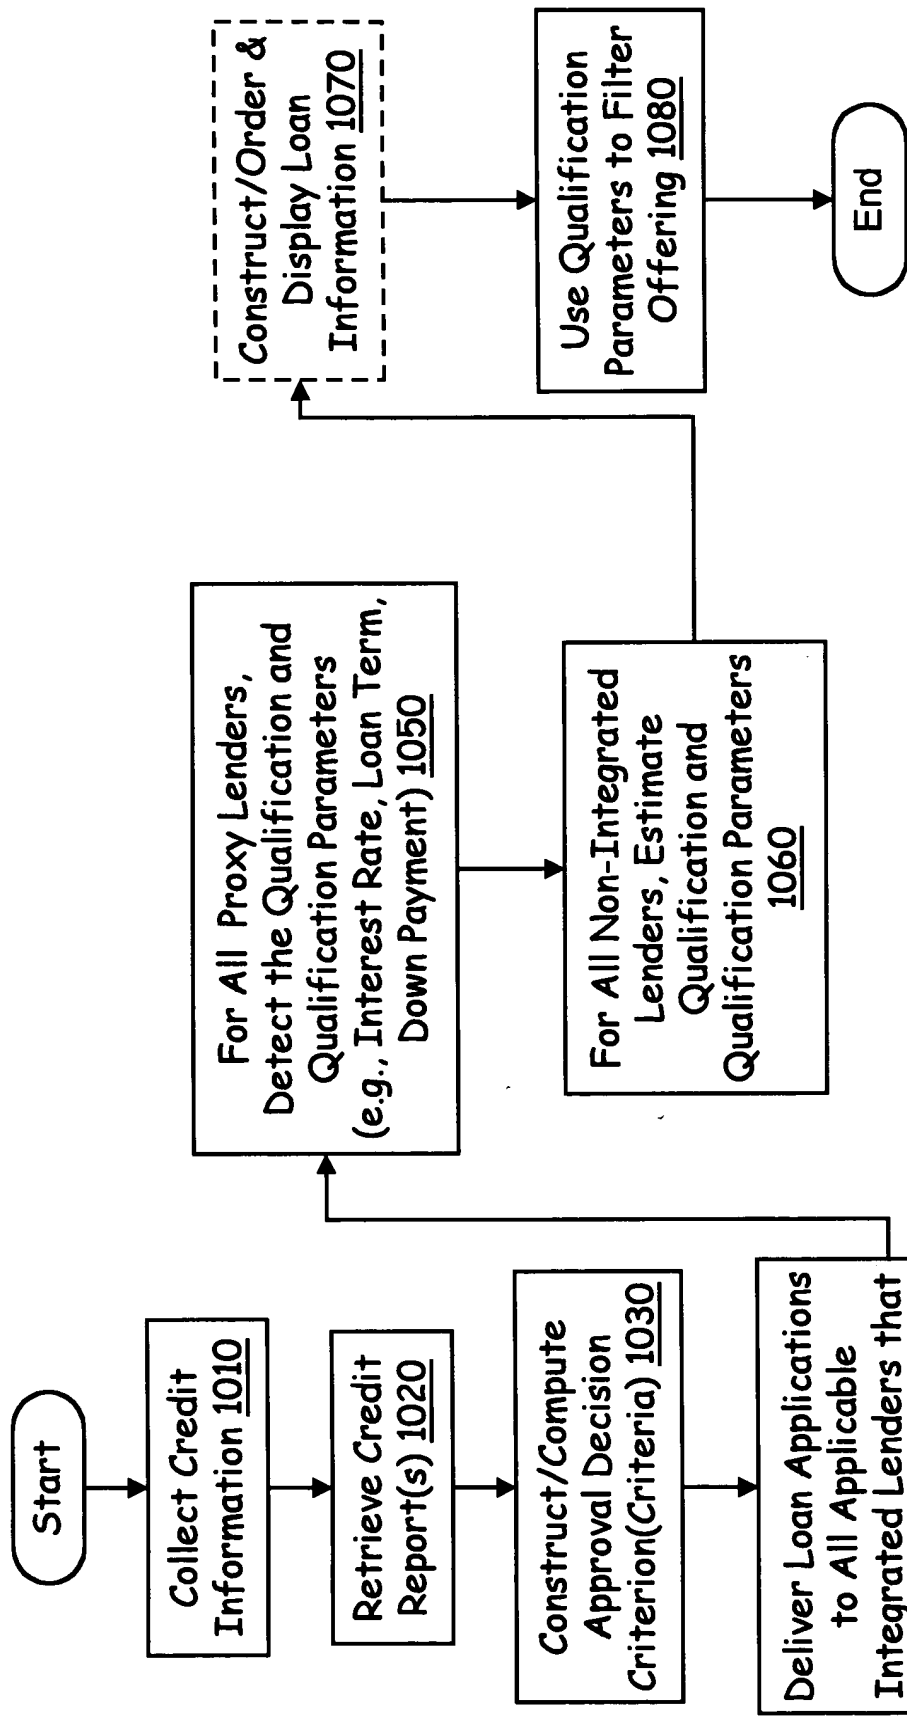 Start
Collect Credit
Information 1010
Retrieve Credit
Report(s) 1020
Construct/Compute
Approval Decision
Criterion(Criteria) 1030
Deliver Loan Applications
to All Applicable
Integrated Lenders that
For All Proxy Lenders,
Detect the Qualification and
Qualification Parameters
(e.g., Interest Rate, Loan Term,
Down Payment) 1050
For All Non-Integrated
Lenders, Estimate
Qualification and
Qualification Parameters
1060
Construct/Order &
Display Loan
Information 1070
Use Qualification
Parameters to Filter
Offering 1080
End